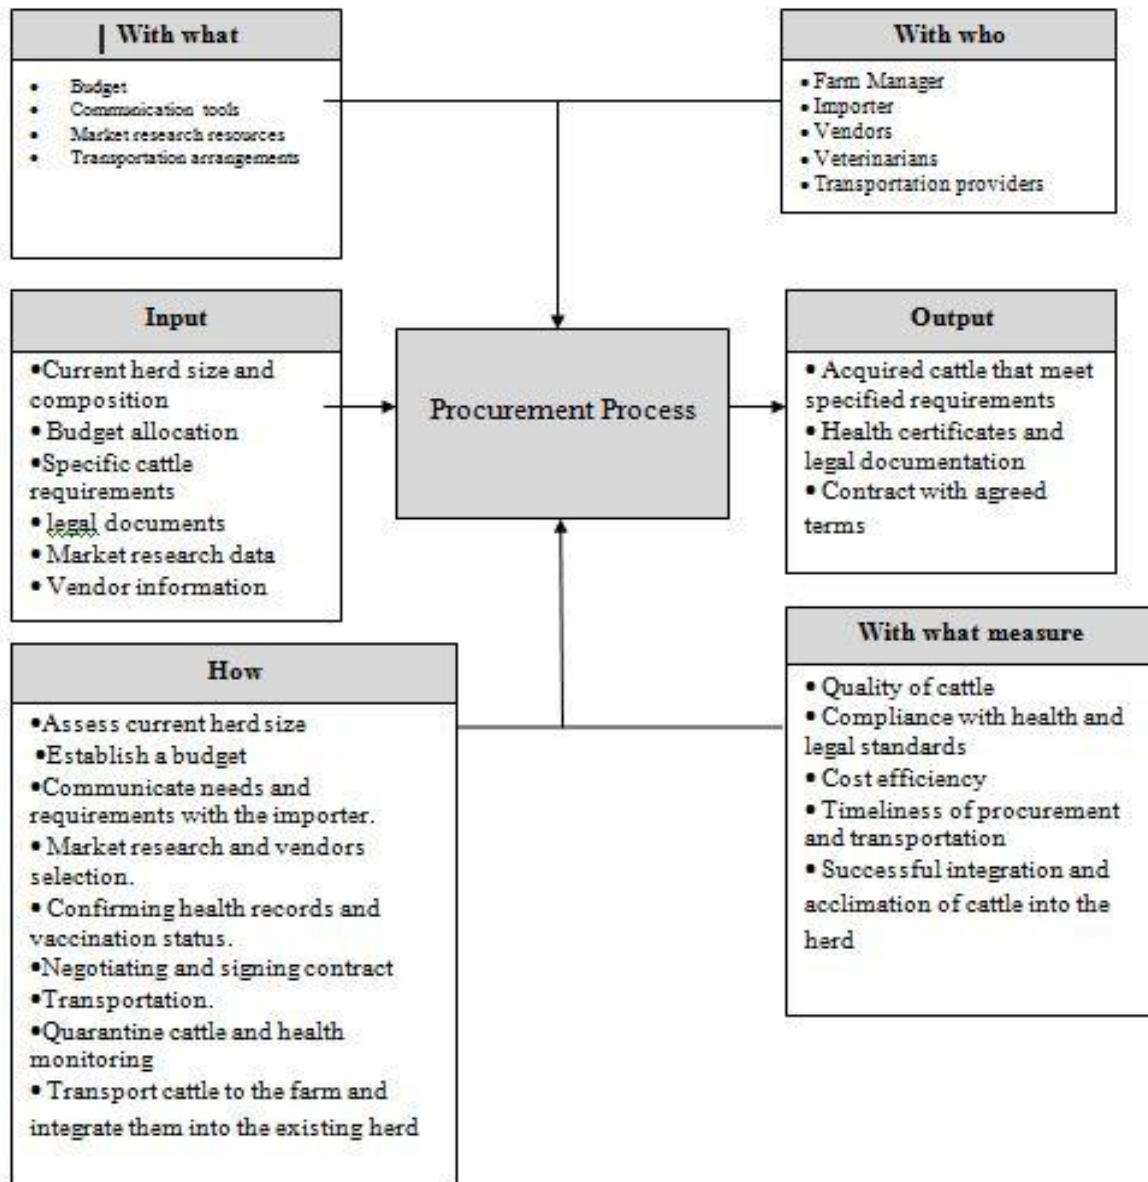 With what
• Budget
• Communication tools
• Market research resources
• Transportation arrangements
With who
• Farm Manager
• Importer
• Vendors
• Veterinarians
• Transportation providers
Input
•Current herd size and
composition
• Budget allocation
•Specific cattle
requirements
• legal documents
• Market research data
• Vendor information
Procurement Process
Output
• Acquired cattle that meet
specified requirements
• Health certificates and
legal documentation
• Contract with agreed
terms
How
•Assess current herd size
•Establish a budget
•Communicate needs and
requirements with the importer.
• Market research and vendors
selection.
• Confirming health records and
vaccination status.
•Negotiating and signing contract
•Transportation.
•Quarantine cattle and health
monitoring
• Transport cattle to the farm and
integrate them into the existing herd
With what measure
• Quality of cattle
• Compliance with health and
legal standards
• Cost efficiency
• Timeliness of procurement
and transportation
• Successful integration and
acclimation of cattle into the
herd